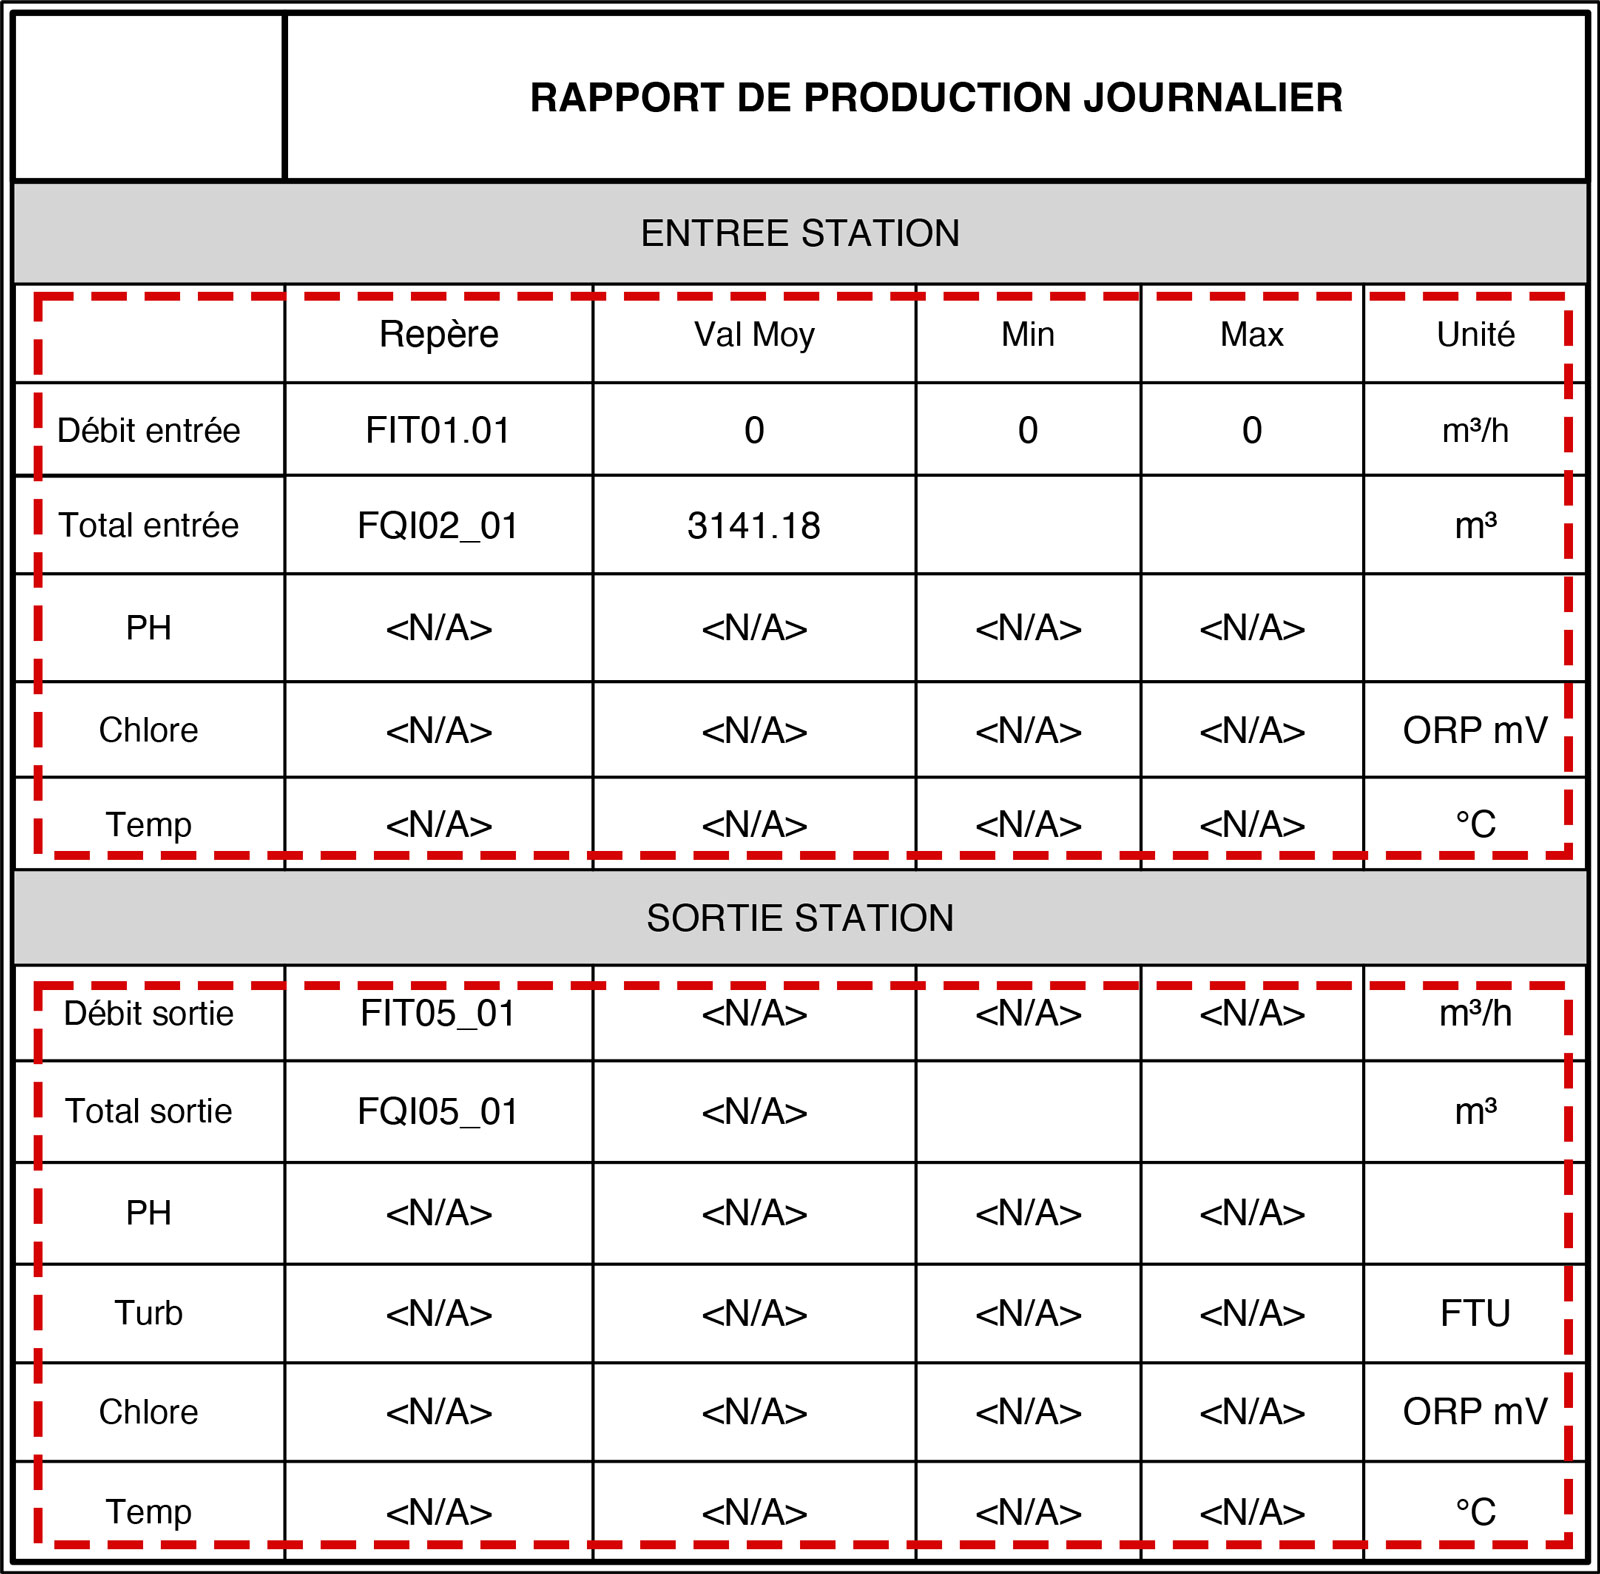 RAPPORT DE PRODUCTION JOURNALIER
ENTREE STATION
Repère Val Moy Min Max Unité
Débit entrée FIT01.01 0 0 0 m³/h
Total entrée FQI02_01 3141.18 m³
PH <N/A> <N/A> <N/A> <N/A>
Chlore <N/A> <N/A> <N/A> <N/A> ORP mV
Temp <N/A> <N/A> <N/A> <N/A> °C
SORTIE STATION
Débit sortie FIT05_01 <N/A> <N/A> <N/A> m³/h
Total sortie FQI05_01 <N/A> m³
PH <N/A> <N/A> <N/A> <N/A>
Turb <N/A> <N/A> <N/A> <N/A> FTU
Chlore <N/A> <N/A> <N/A> <N/A> ORP mV
Temp <N/A> <N/A> <N/A> <N/A> °C